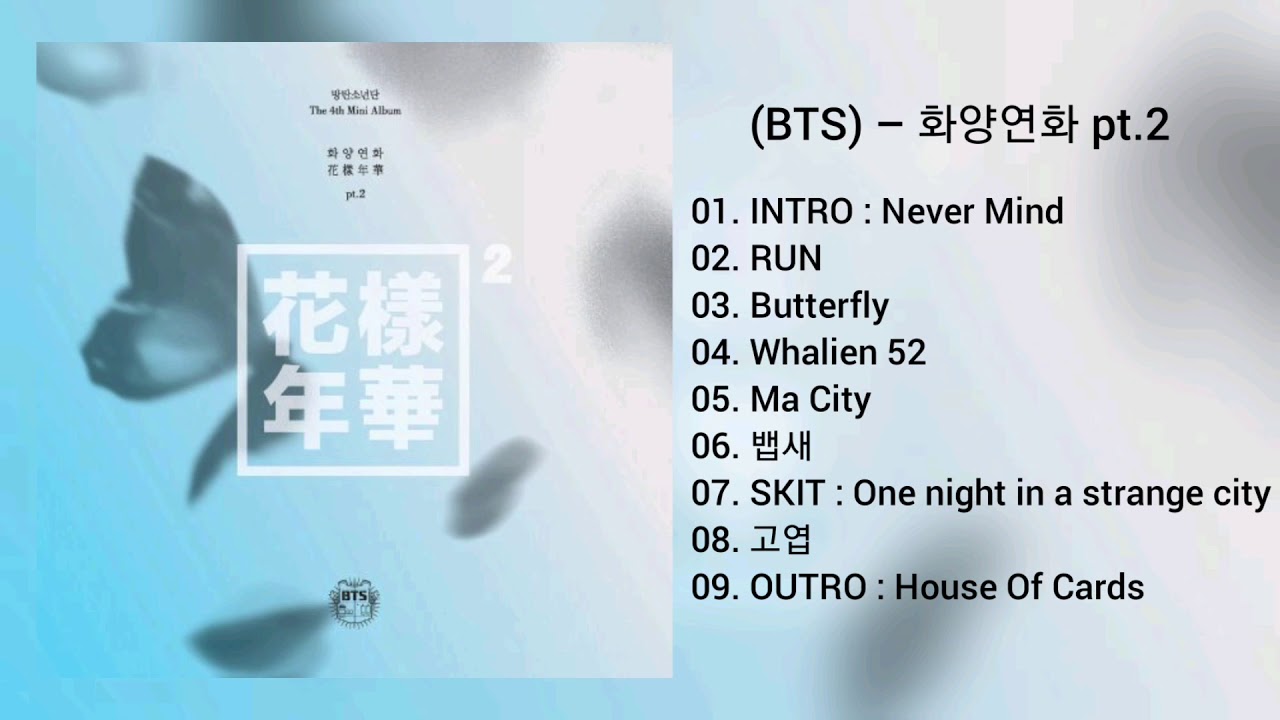 방탄소년단
The 4th Mini Album
화양연화
花樣年華
pt.2
花樣
年華
2
BTS
(BTS) – 화양연화 pt.2
01. INTRO : Never Mind
02. RUN
03. Butterfly
04. Whalien 52
05. Ma City
06. 뱁새
07. SKIT : One night in a strange city
08. 고엽
09. OUTRO : House Of Cards